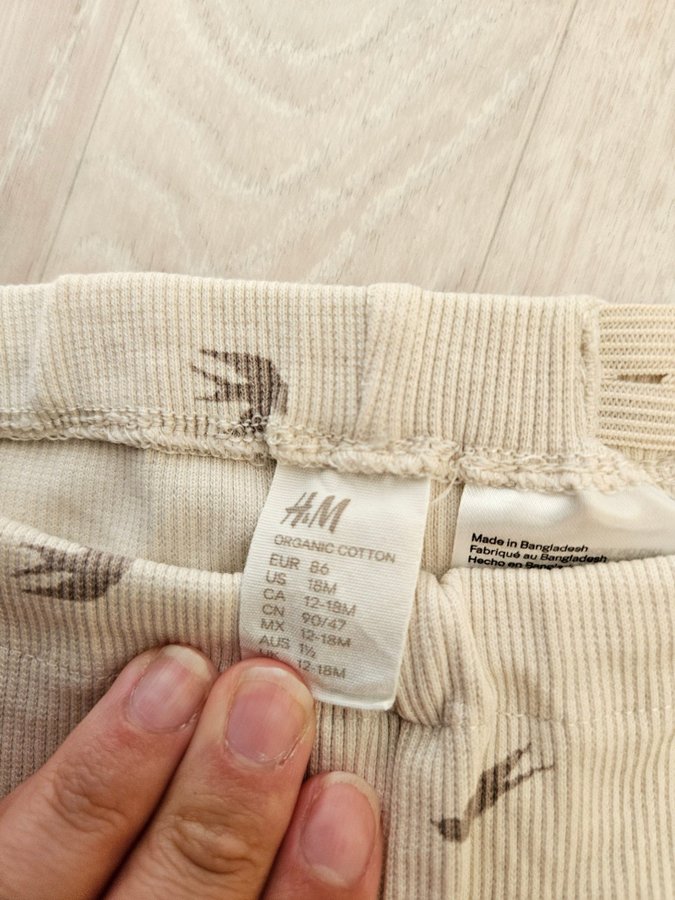 H&M
ORGANIC COTTON
EUR 86
US 18M
CA 12-18M
CN 90/47
MX 12-18M
AUS 1½
UK 12-18M
Made in Bangladesh
Fabriqué au Bangladesh
Hecho en